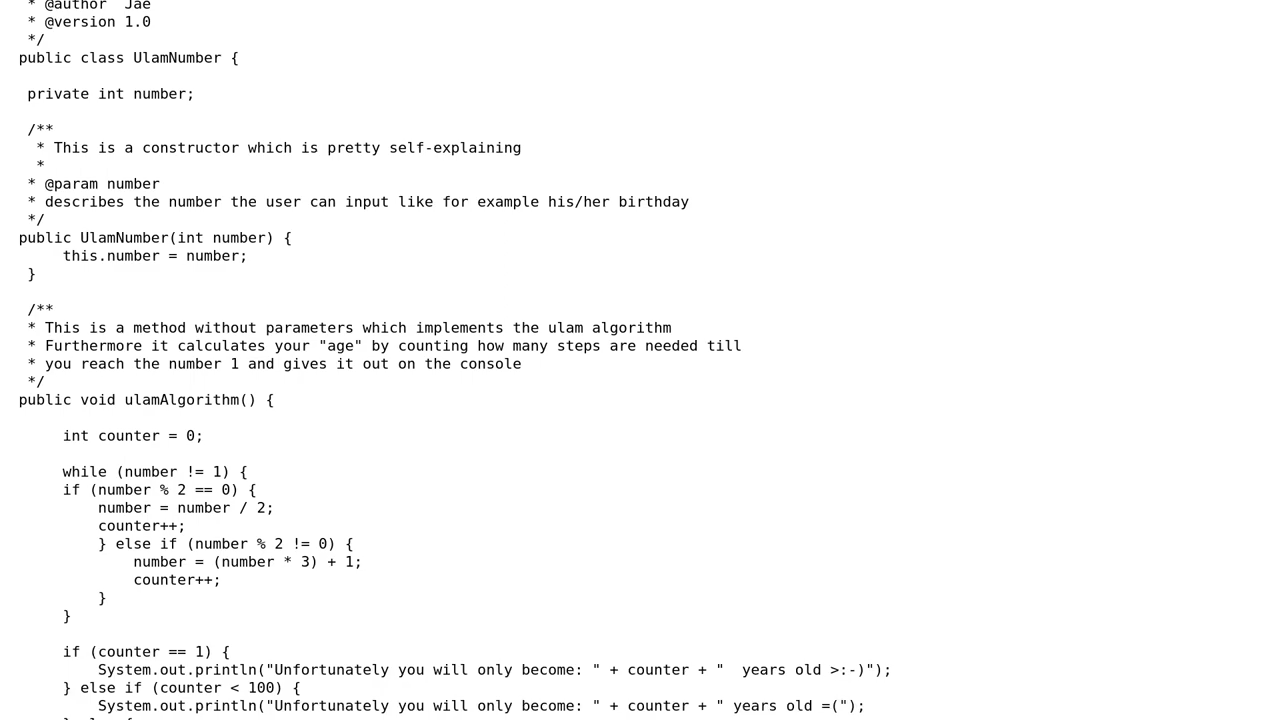 * @author  Jae
 * @version 1.0
 */
public class UlamNumber {

 private int number;

 /**
  * This is a constructor which is pretty self-explaining
  *
 * @param number
 * describes the number the user can input like for example his/her birthday
 */
public UlamNumber(int number) {
     this.number = number;
 }

 /**
 * This is a method without parameters which implements the ulam algorithm
 * Furthermore it calculates your "age" by counting how many steps are needed till
 * you reach the number 1 and gives it out on the console
 */
public void ulamAlgorithm() {

     int counter = 0;

     while (number != 1) {
     if (number % 2 == 0) {
         number = number / 2;
         counter++;
         } else if (number % 2 != 0) {
             number = (number * 3) + 1;
             counter++;
         }
     }

     if (counter == 1) {
         System.out.println("Unfortunately you will only become: " + counter + "  years old >:-)");
     } else if (counter < 100) {
         System.out.println("Unfortunately you will only become: " + counter + " years old =(");
     } else {